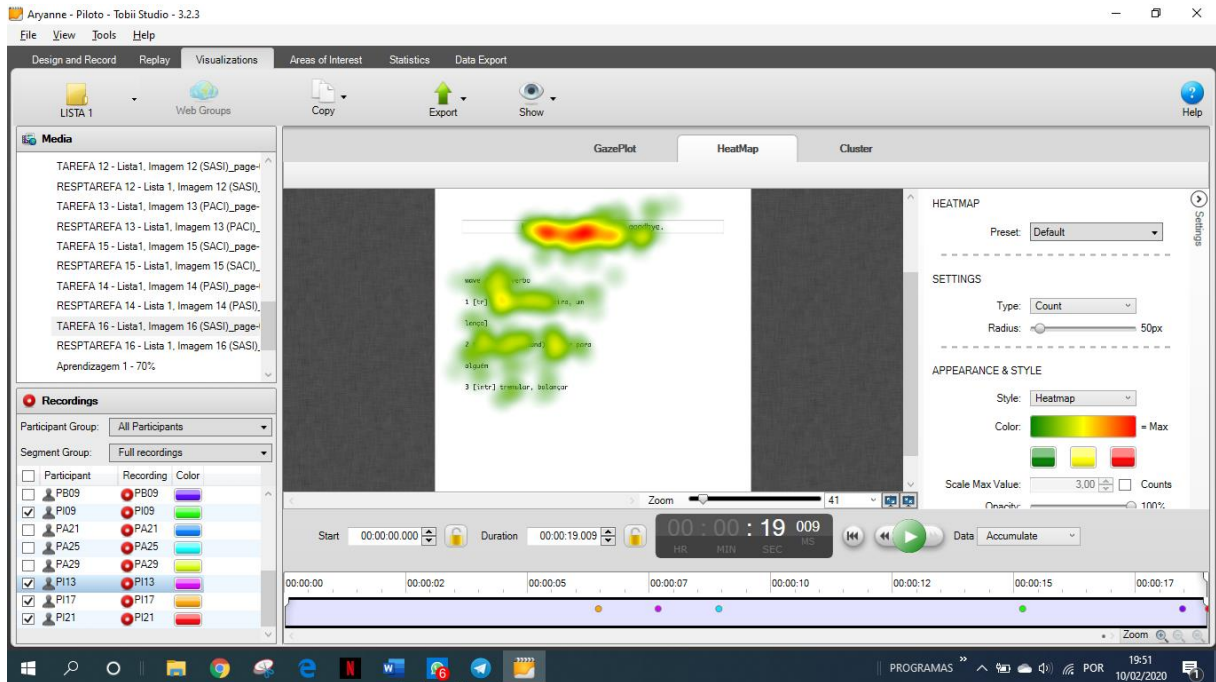 Aryanne - Piloto - Tobii Studio - 3.2.3
File View Tools Help
Design and Record Replay Visualizations Areas of Interest Statistics Data Export
LISTA 1 Web Groups Copy Export Show Help
Media
TAREFA 12 - Lista1, Imagem 12 (SASI)_page-
RESPTAREFA 12 - Lista 1, Imagem 12 (SASI)_
TAREFA 13 - Lista1, Imagem 13 (PACI)_page-
RESPTAREFA 13 - Lista 1, Imagem 13 (PACI)_
TAREFA 15 - Lista1, Imagem 15 (SACI)_page-
RESPTAREFA 15 - Lista 1, Imagem 15 (SACI)_
TAREFA 14 - Lista 1, Imagem 14 (PASI)_page-
RESPTAREFA 14 - Lista 1, Imagem 14 (PASI)_
TAREFA 16 - Lista1, Imagem 16 (SASI)_page-
RESPTAREFA 16 - Lista 1, Imagem 16 (SASI)_
Aprendizagem 1 - 70%
Recordings
Participant Group: All Participants
Segment Group: Full recordings
Participant Recording Color
PB09 PB09
PI09 PI09
PA21 PA21
PA25 PA25
PA29 PA29
PI13 PI13
PI17 PI17
PI21 PI21
GazePlot HeatMap Cluster
goodbye.
wave verbo
1 [tr] um
lenço]
2 para
alguém
3 [intr] tremular, balançar
Zoom 41
HEATMAP
Preset: Default
SETTINGS
Type: Count
Radius: 50px
APPEARANCE & STYLE
Style: Heatmap
Color: = Max
Scale Max Value: 3,00 Counts
Opacity: 100%
Settings
Start 00:00:00.000 Duration 00:00:19.009 00 : 00 : 19 009 Data Accumulate
HR MIN SEC MS
00:00:00 00:00:02 00:00:05 00:00:07 00:00:10 00:00:12 00:00:15 00:00:17
Zoom
6
PROGRAMAS » POR 19:51
10/02/2020